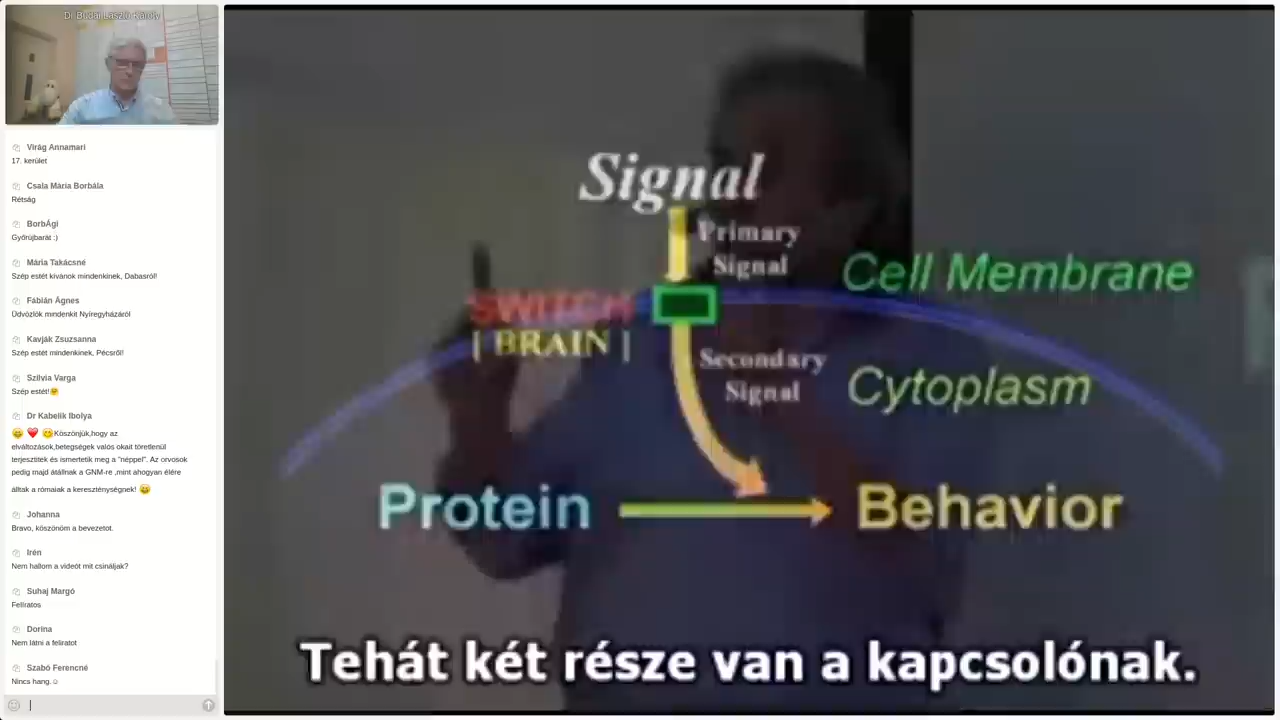 Dr Budai László Károly
Virág Annamari
17. kerület
Csala Mária Borbála
Rétság
BorbÁgi
Győrújbarát :)
Mária Takácsné
Szép estét kívánok mindenkinek, Dabasról!
Fábián Ágnes
Üdvözlök mindenkit Nyíregyházáról
Kavják Zsuzsanna
Szép estét mindenkinek, Pécsről!
Szilvia Varga
Szép estét!🤗
Dr Kabelik Ibolya
😄 ❤️ 😋Köszönjük,hogy az
elváltozások,betegségek valós okait töretlenül
terjesztitek és ismertetik meg a "néppel". Az orvosok
pedig majd átállnak a GNM-re ,mint ahogyan élére
álltak a rómaiak a kereszténységnek! 😄
Johanna
Bravo, köszönöm a bevezetot.
Irén
Nem hallom a videót mit csináljak?
Suhaj Margó
Feliratos
Dorina
Nem látni a feliratot
Szabó Ferencné
Nincs hang.☺
Signal
Primary
Signal
Cell Membrane
SWITCH
| BRAIN |
Secondary
Signal
Cytoplasm
Protein
Behavior
Tehát két része van a kapcsolónak.